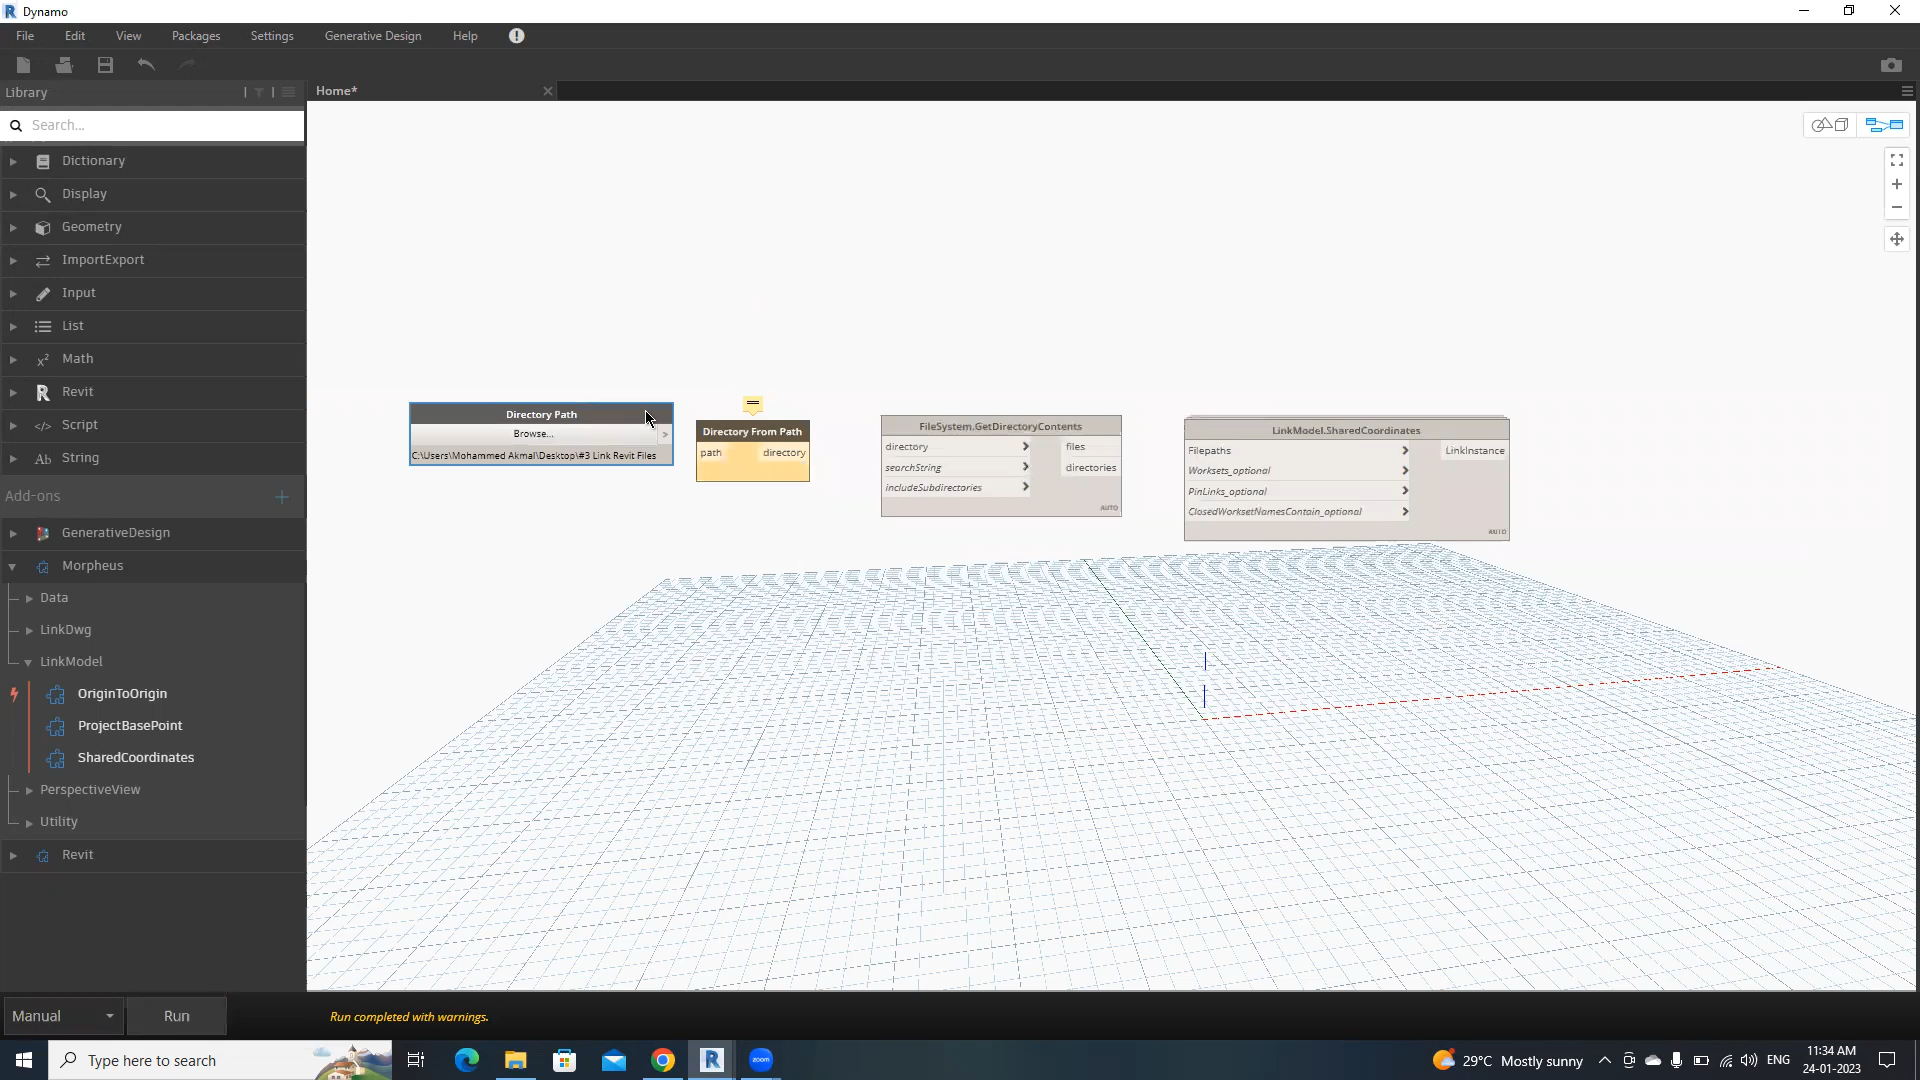 Dynamo
File Edit View Packages Settings Generative Design Help
Library
Home*
Search...
Dictionary
Display
Geometry
ImportExport
Input
List
Math
Revit
Script
String
Add-ons
GenerativeDesign
Morpheus
Data
LinkDwg
LinkModel
OriginToOrigin
ProjectBasePoint
SharedCoordinates
PerspectiveView
Utility
Revit
Directory Path
Browse...
>
C:\Users\Mohammed Akmal\Desktop\#3 Link Revit Files
Directory From Path
path directory
FileSystem.GetDirectoryContents
directory > files
searchString > directories
includeSubdirectories >
AUTO
LinkModel.SharedCoordinates
Filepaths > LinkInstance
Worksets_optional >
PinLinks_optional >
ClosedWorksetNamesContain_optional >
AUTO
Manual Run Run completed with warnings.
Type here to search
zoom
29°C Mostly sunny
ENG
11:34 AM
24-01-2023